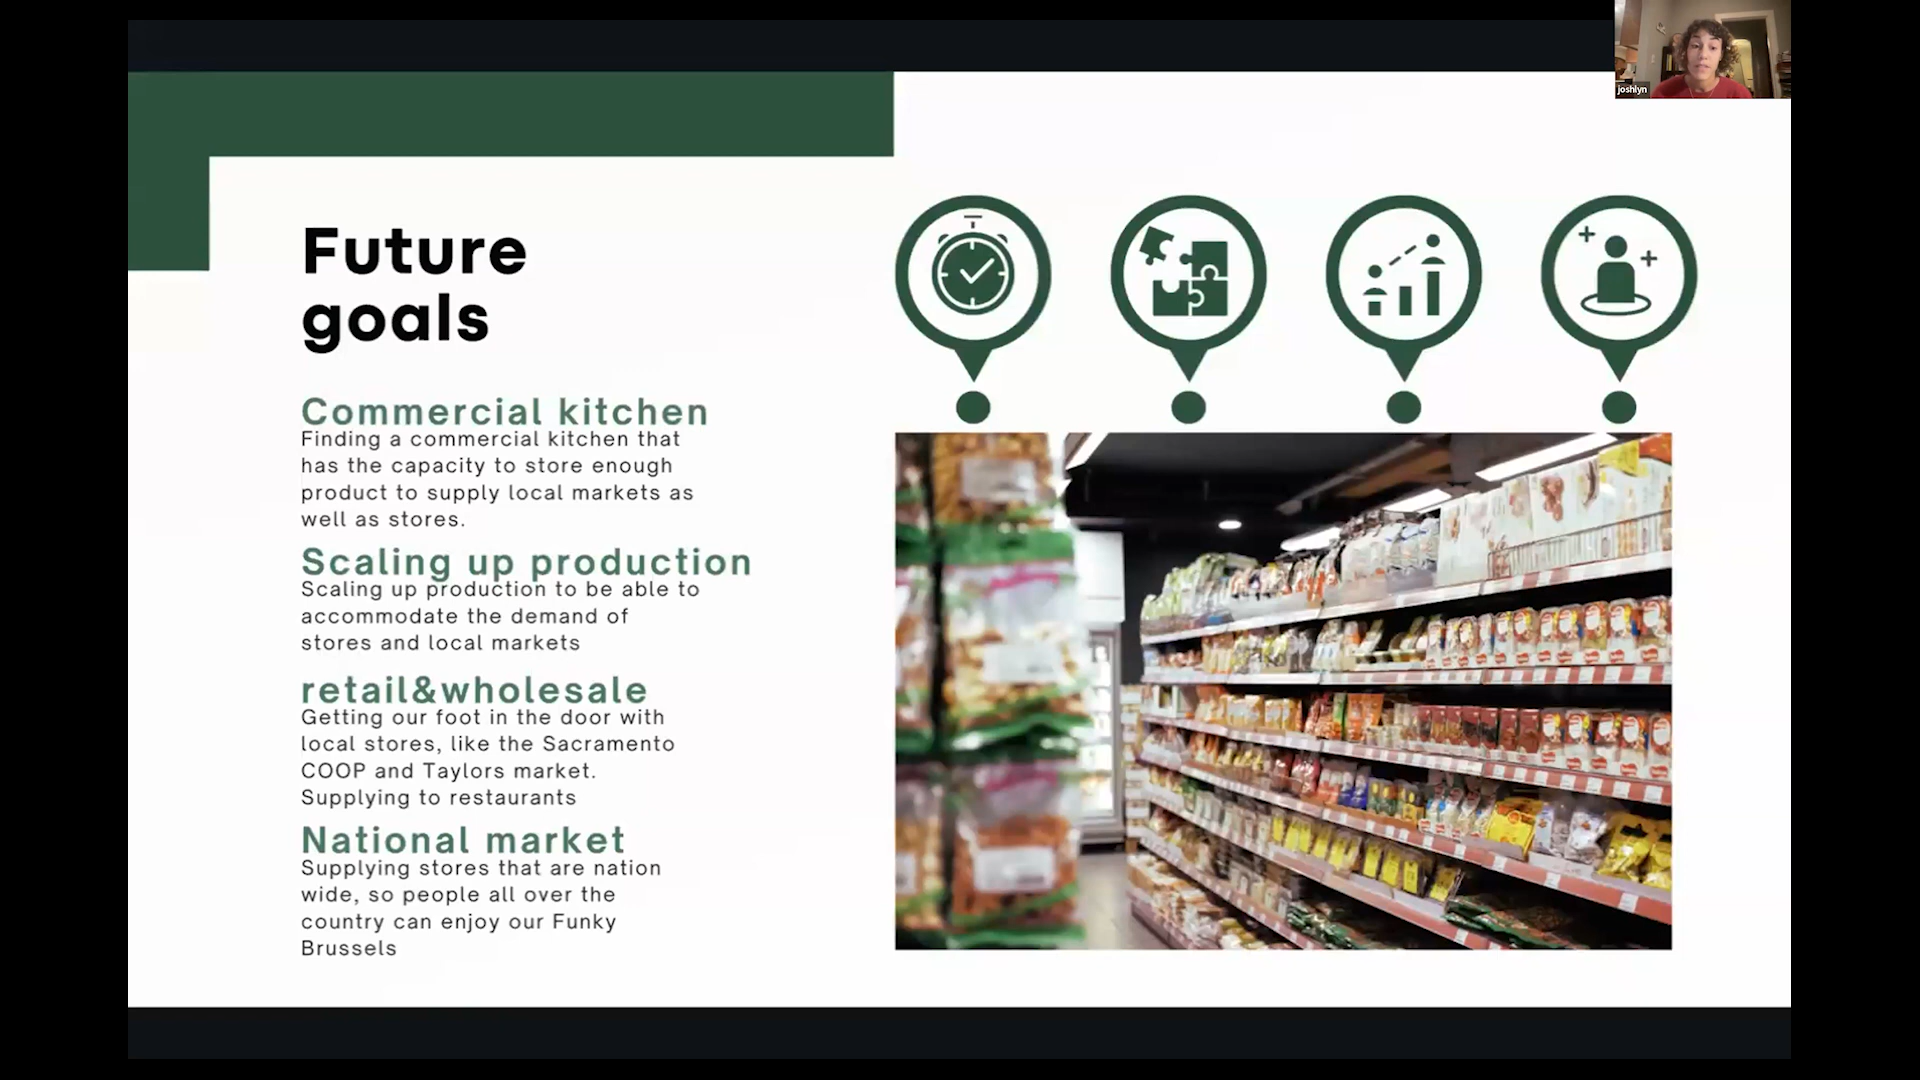 joshlyn
Future
goals
Commercial kitchen
Finding a commercial kitchen that
has the capacity to store enough
product to supply local markets as
well as stores.
Scaling up production
Scaling up production to be able to
accommodate the demand of
stores and local markets
retail&wholesale
Getting our foot in the door with
local stores, like the Sacramento
COOP and Taylors market.
Supplying to restaurants
National market
Supplying stores that are nation
wide, so people all over the
country can enjoy our Funky
Brussels